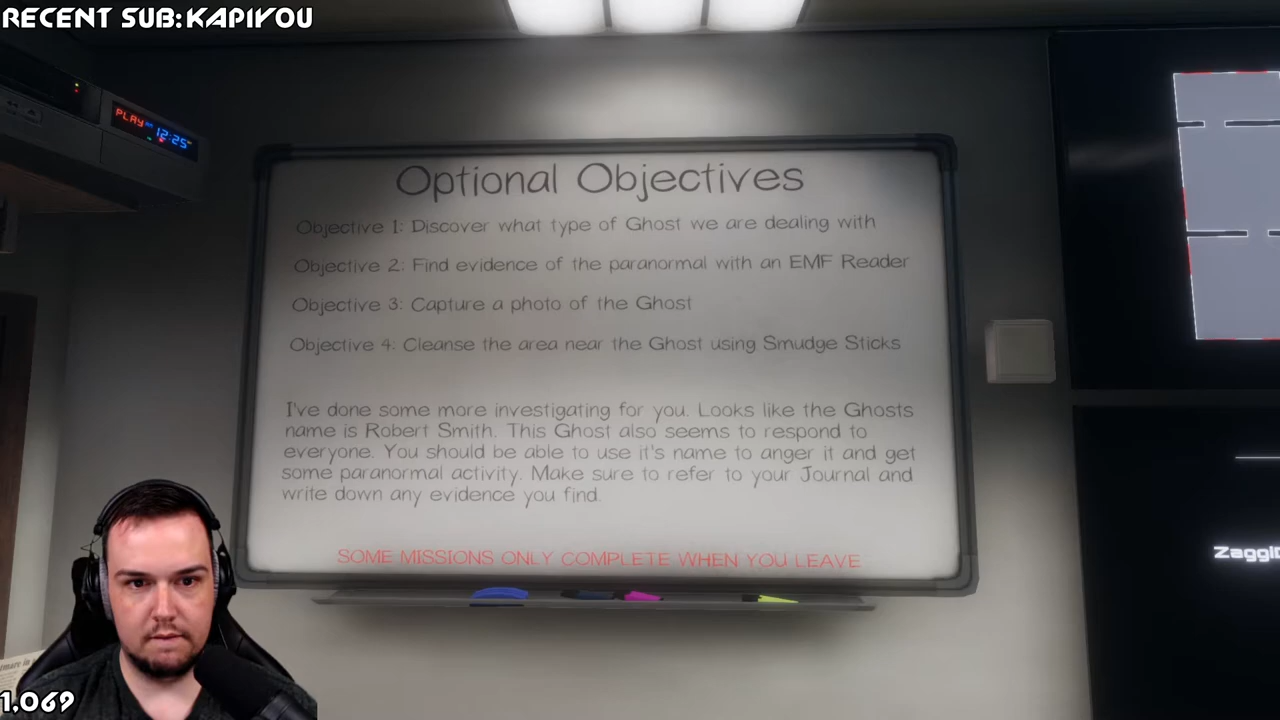 RECENT SUB:KAPIYOU
PLAY 12:25
Optional Objectives
Objective 1: Discover what type of Ghost we are dealing with
Objective 2: Find evidence of the paranormal with an EMF Reader
Objective 3: Capture a photo of the Ghost
Objective 4: Cleanse the area near the Ghost using Smudge Sticks
I've done some more investigating for you. Looks like the Ghosts
name is Robert Smith. This Ghost also seems to respond to
everyone. You should be able to use it's name to anger it and get
some paranormal activity. Make sure to refer to your Journal and
write down any evidence you find.
SOME MISSIONS ONLY COMPLETE WHEN YOU LEAVE
1,069